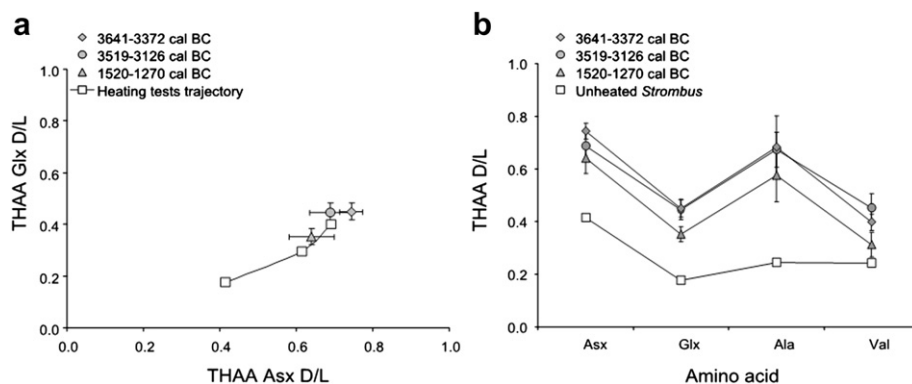 a
3641-3372 cal BC
3519-3126 cal BC
1520-1270 cal BC
Heating tests trajectory
1.0
0.8
0.6
0.4
0.2
0.0
THAA Glx D/L
0.0 0.2 0.4 0.6 0.8 1.0
THAA Asx D/L
b
3641-3372 cal BC
3519-3126 cal BC
1520-1270 cal BC
Unheated Strombus
1.0
0.8
0.6
0.4
0.2
0.0
THAA D/L
Asx Glx Ala Val
Amino acid